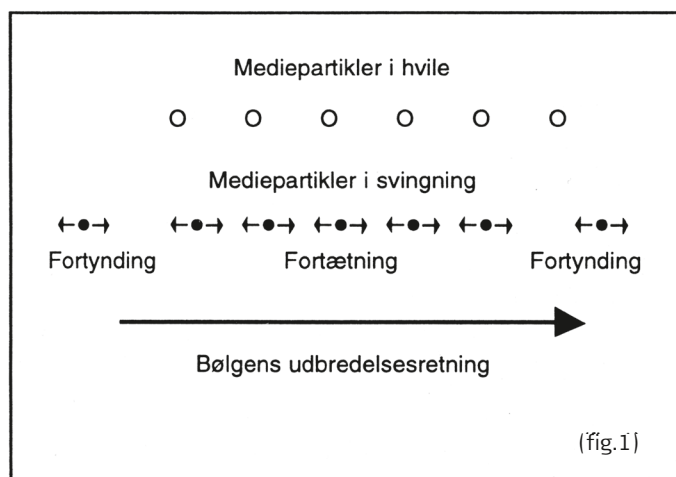 Mediepartikler i hvile
O O O O O O
Mediepartikler i svingning
Fortynding Fortætning Fortynding
Bølgens udbredelsesretning
(fig.1)